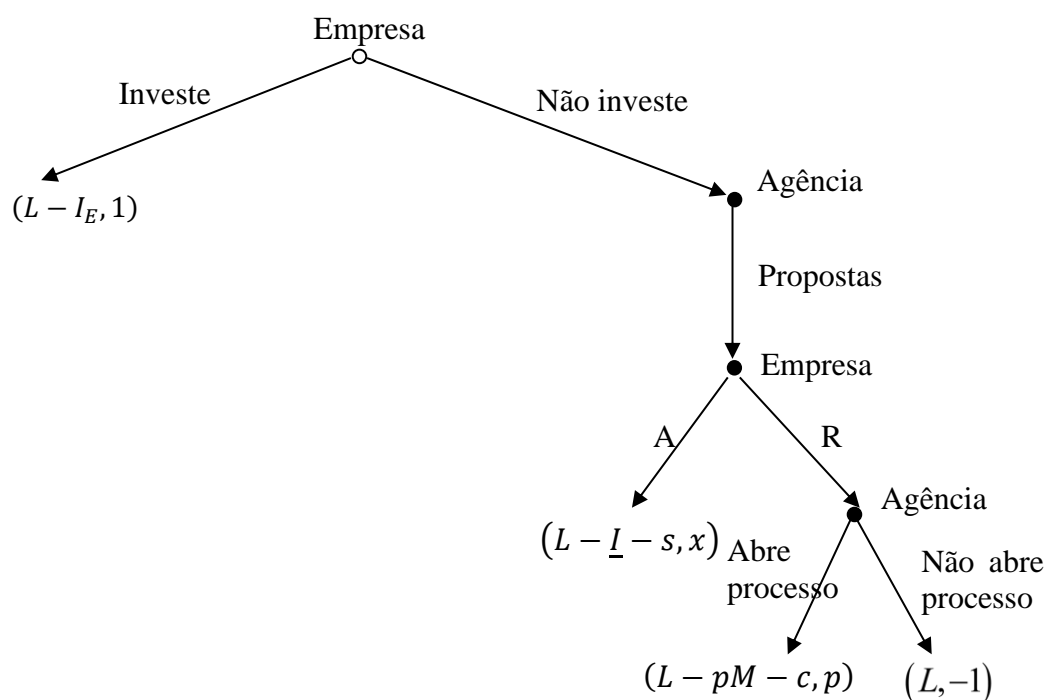 Empresa
Investe
Não investe
Agência
(L − I_E, 1)
Propostas
Empresa
A
R
Agência
(L − I̲ − s, x)
Abre
processo
Não abre
processo
(L − pM − c, p)
(L, −1)